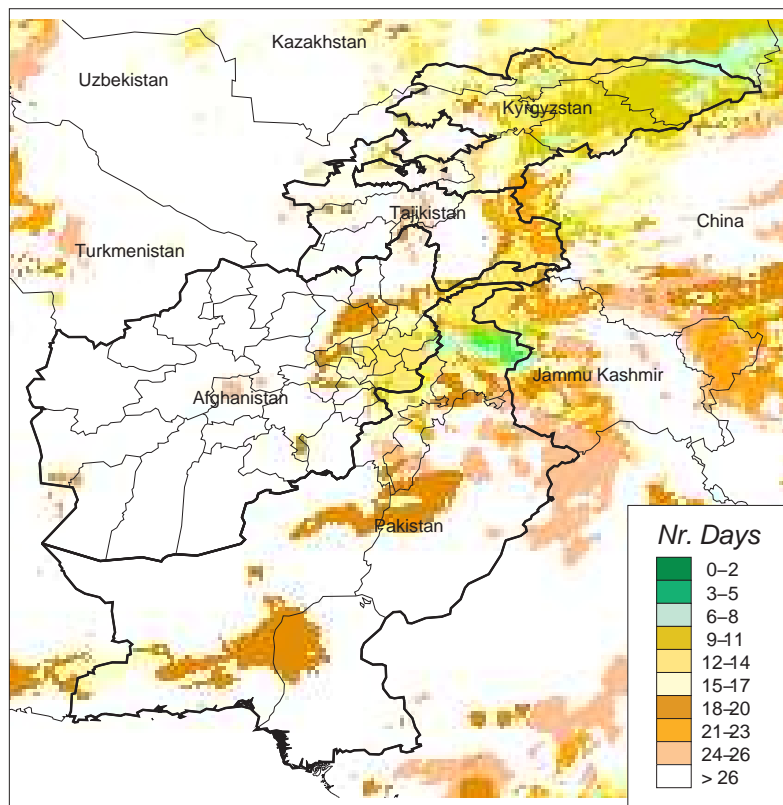 Kazakhstan
Uzbekistan
Kyrgyzstan
Tajikistan
China
Turkmenistan
Jammu Kashmir
Afghanistan
Pakistan
Nr. Days
0–2
3–5
6–8
9–11
12–14
15–17
18–20
21–23
24–26
> 26